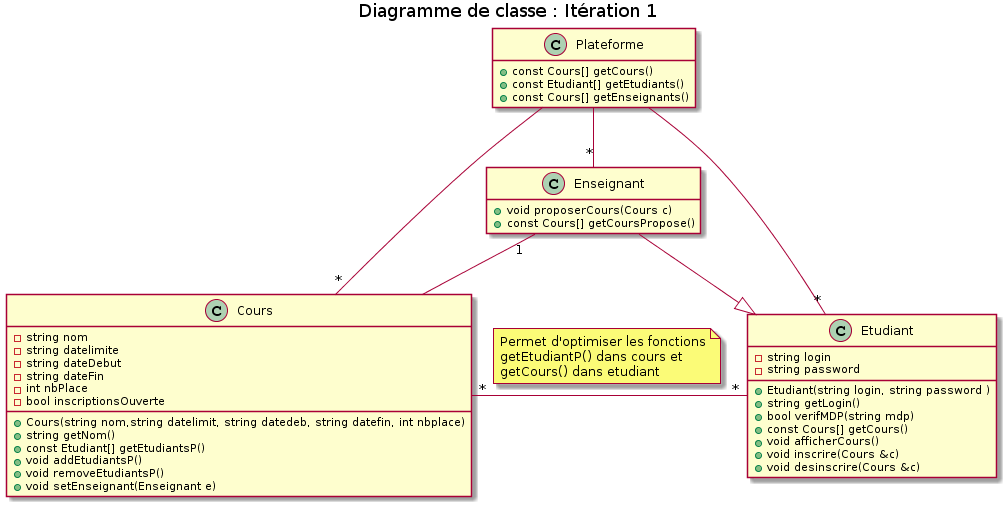 Diagramme de classe : Itération 1
C Plateforme
const Cours[] getCours()
const Etudiant[] getEtudiants()
const Cours[] getEnseignants()
*
C Enseignant
void proposerCours(Cours c)
const Cours[] getCoursPropose()
1
*
*
C Cours
string nom
string datelimite
string dateDebut
string dateFin
int nbPlace
bool inscriptionsOuverte
Cours(string nom,string datelimit, string datedeb, string datefin, int nbplace)
string getNom()
const Etudiant[] getEtudiantsP()
void addEtudiantsP()
void removeEtudiantsP()
void setEnseignant(Enseignant e)
Permet d'optimiser les fonctions
getEtudiantP() dans cours et
getCours() dans etudiant
*
*
C Etudiant
string login
string password
Etudiant(string login, string password )
string getLogin()
bool verifMDP(string mdp)
const Cours[] getCours()
void afficherCours()
void inscrire(Cours &c)
void desinscrire(Cours &c)